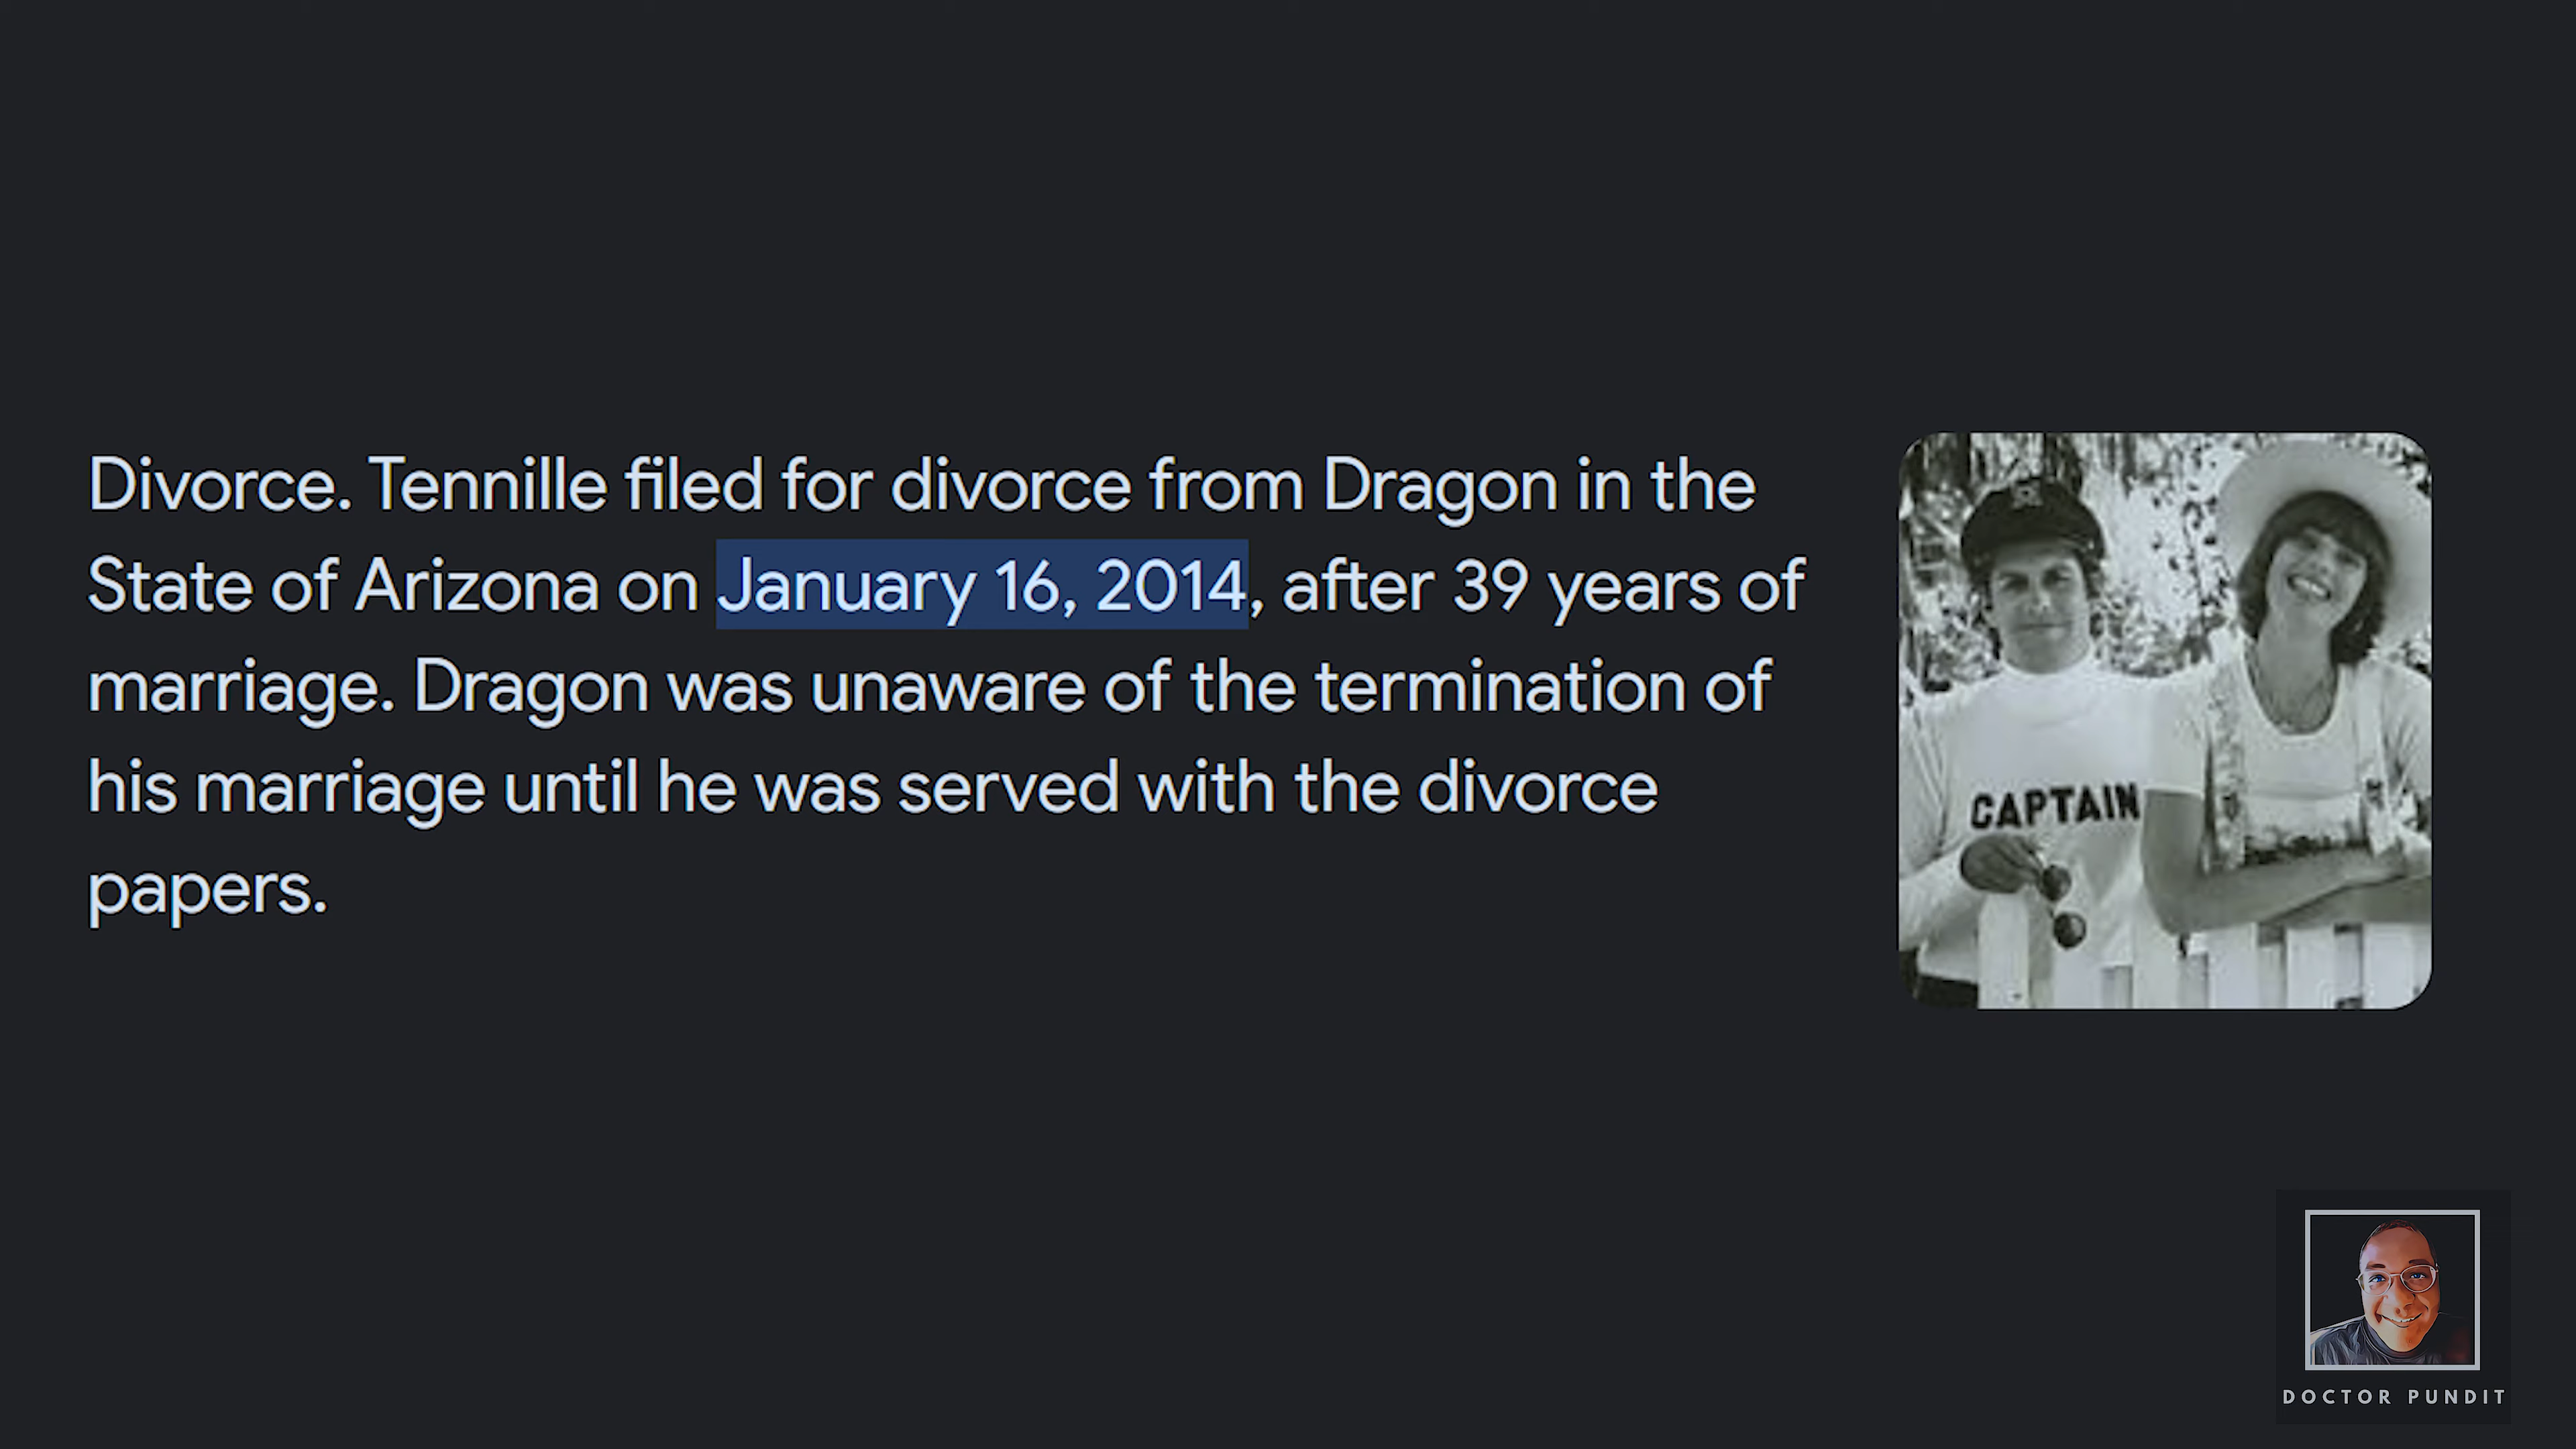 Divorce. Tennille filed for divorce from Dragon in the
State of Arizona on January 16, 2014, after 39 years of
marriage. Dragon was unaware of the termination of
his marriage until he was served with the divorce
papers.
CAPTAIN
DOCTOR PUNDIT